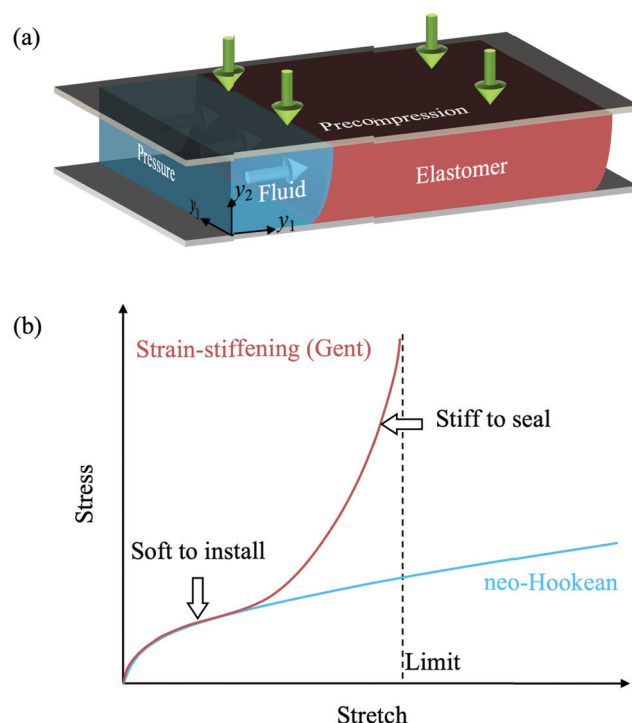 (a)
Precompression
Pressure
Fluid
Elastomer
y2
y3
y1
(b)
Strain-stiffening (Gent)
Stiff to seal
Soft to install
neo-Hookean
Limit
Stress
Stretch